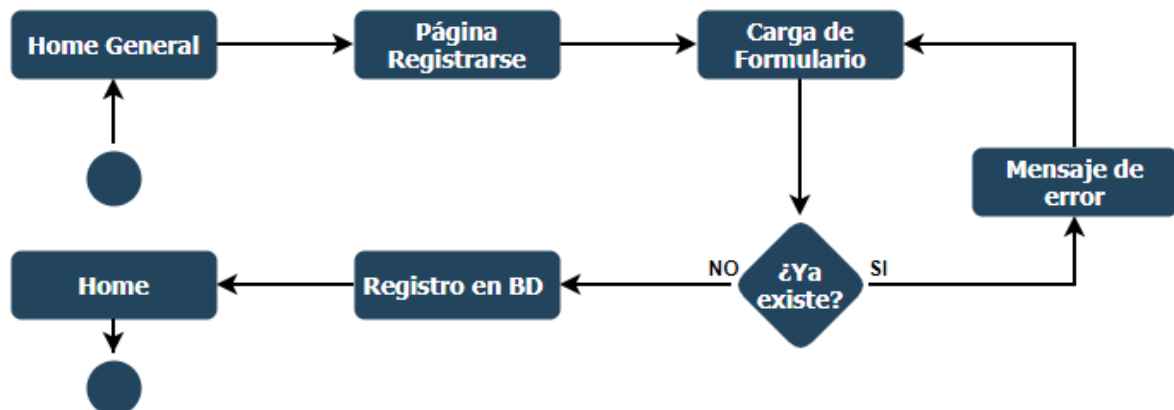 Home General
Página
Registrarse
Carga de
Formulario
Mensaje de
error
Home
Registro en BD
NO
¿Ya
existe?
SI